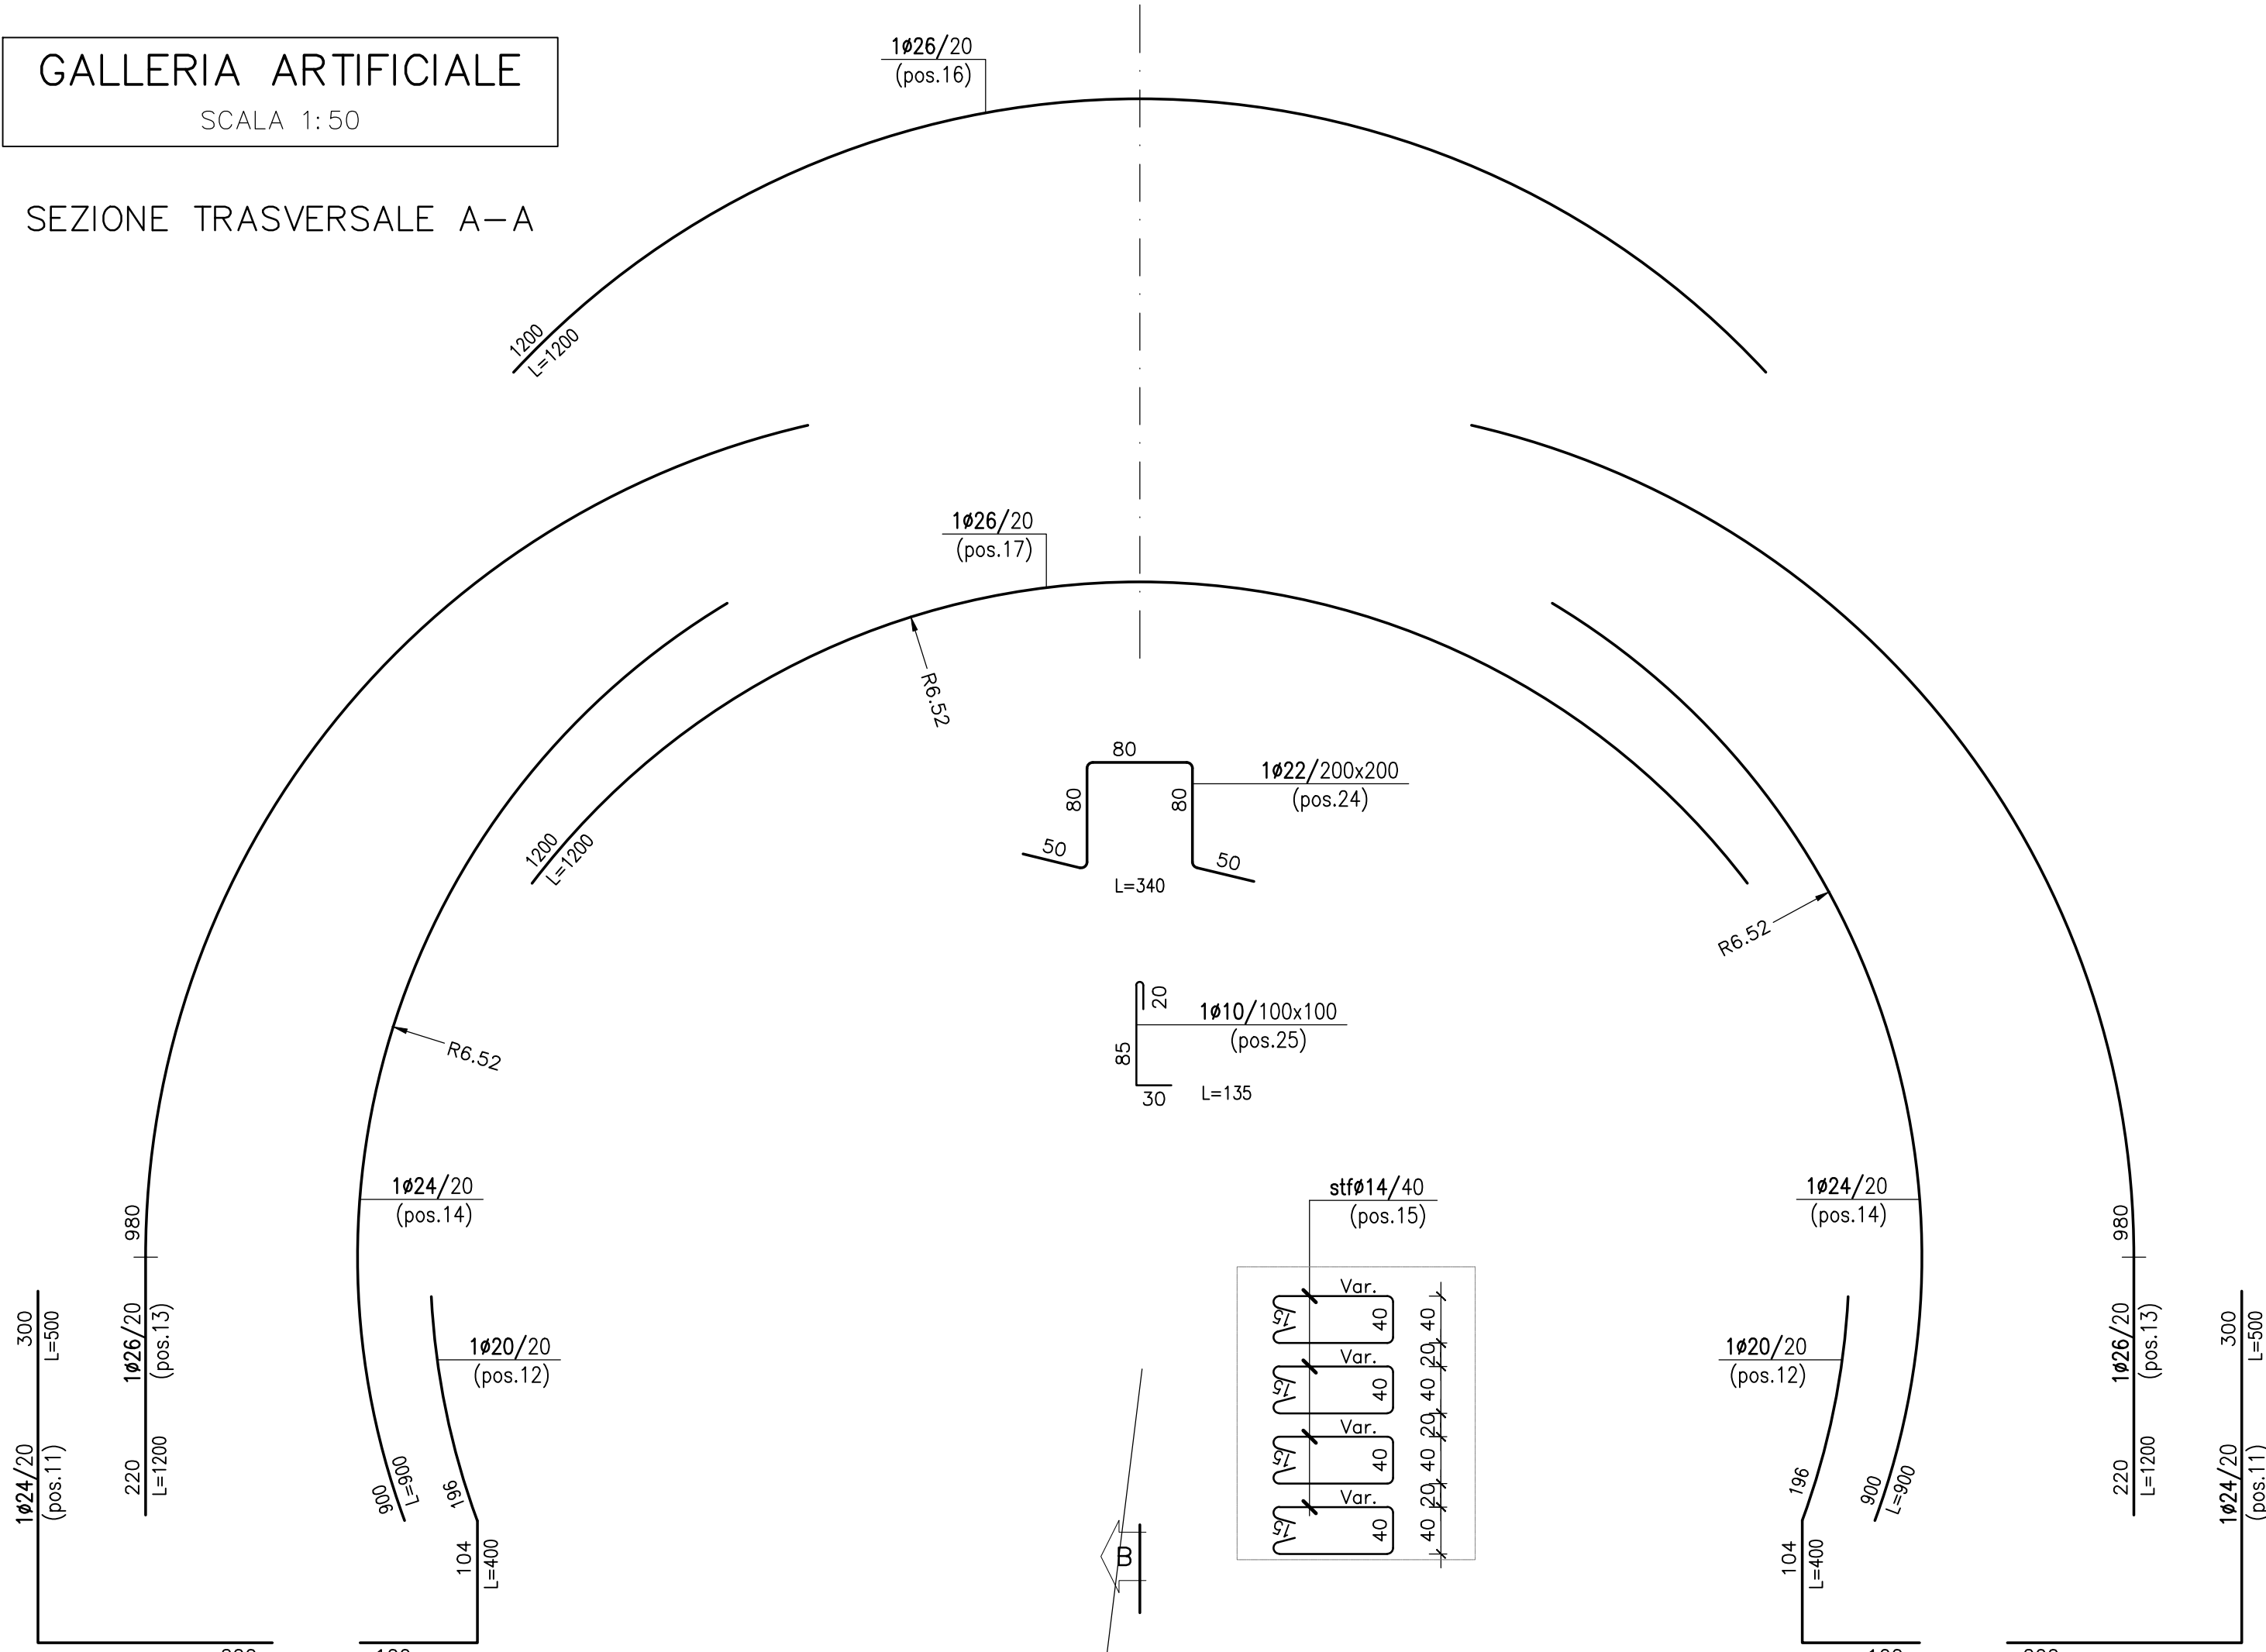 GALLERIA ARTIFICIALE
SCALA 1:50
SEZIONE TRASVERSALE A-A
1ø26/20
(pos.16)
1200
L=1200
1ø26/20
(pos.17)
R6.52
1200
L=1200
80
80
80
50
50
1ø22/200x200
(pos.24)
L=340
R6.52
20
1ø10/100x100
(pos.25)
85
30
L=135
R6.52
1ø24/20
(pos.14)
stfø14/40
(pos.15)
1ø24/20
(pos.14)
980
980
Var.
15
40
40
20
Var.
15
40
40
20
Var.
15
40
40
20
Var.
15
40
40
300
L=500
1ø26/20
(pos.13)
1ø20/20
(pos.12)
1ø20/20
(pos.12)
1ø26/20
(pos.13)
300
L=500
1ø24/20
(pos.11)
220
L=1200
900
L=900
196
196
900
L=900
220
L=1200
1ø24/20
(pos.11)
104
L=400
B
104
L=400